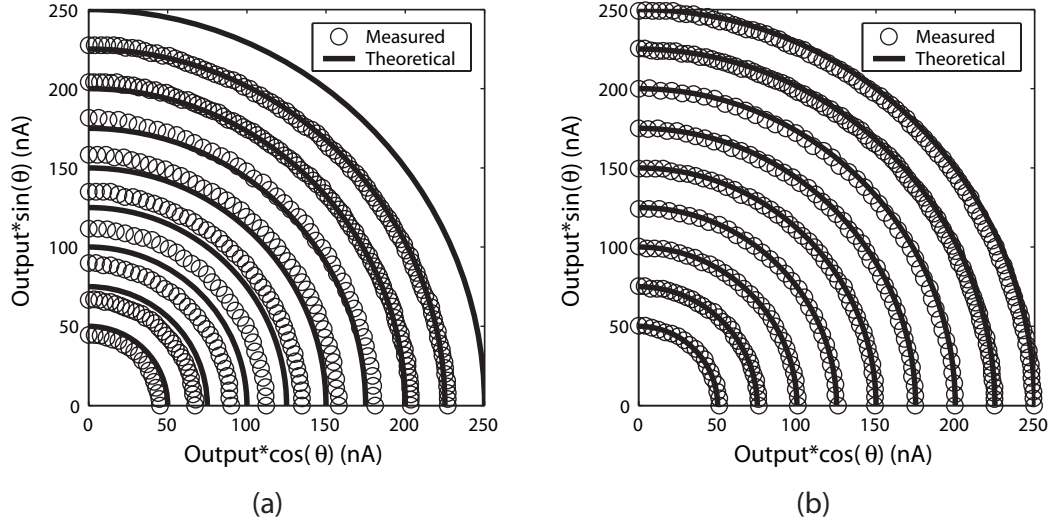 250
200
150
100
50
0
Output*sin(θ) (nA)
Measured
Theoretical
0 50 100 150 200 250
Output*cos( θ) (nA)
(a)
250
200
150
100
50
0
Output*sin(θ) (nA)
Measured
Theoretical
0 50 100 150 200 250
Output*cos( θ) (nA)
(b)